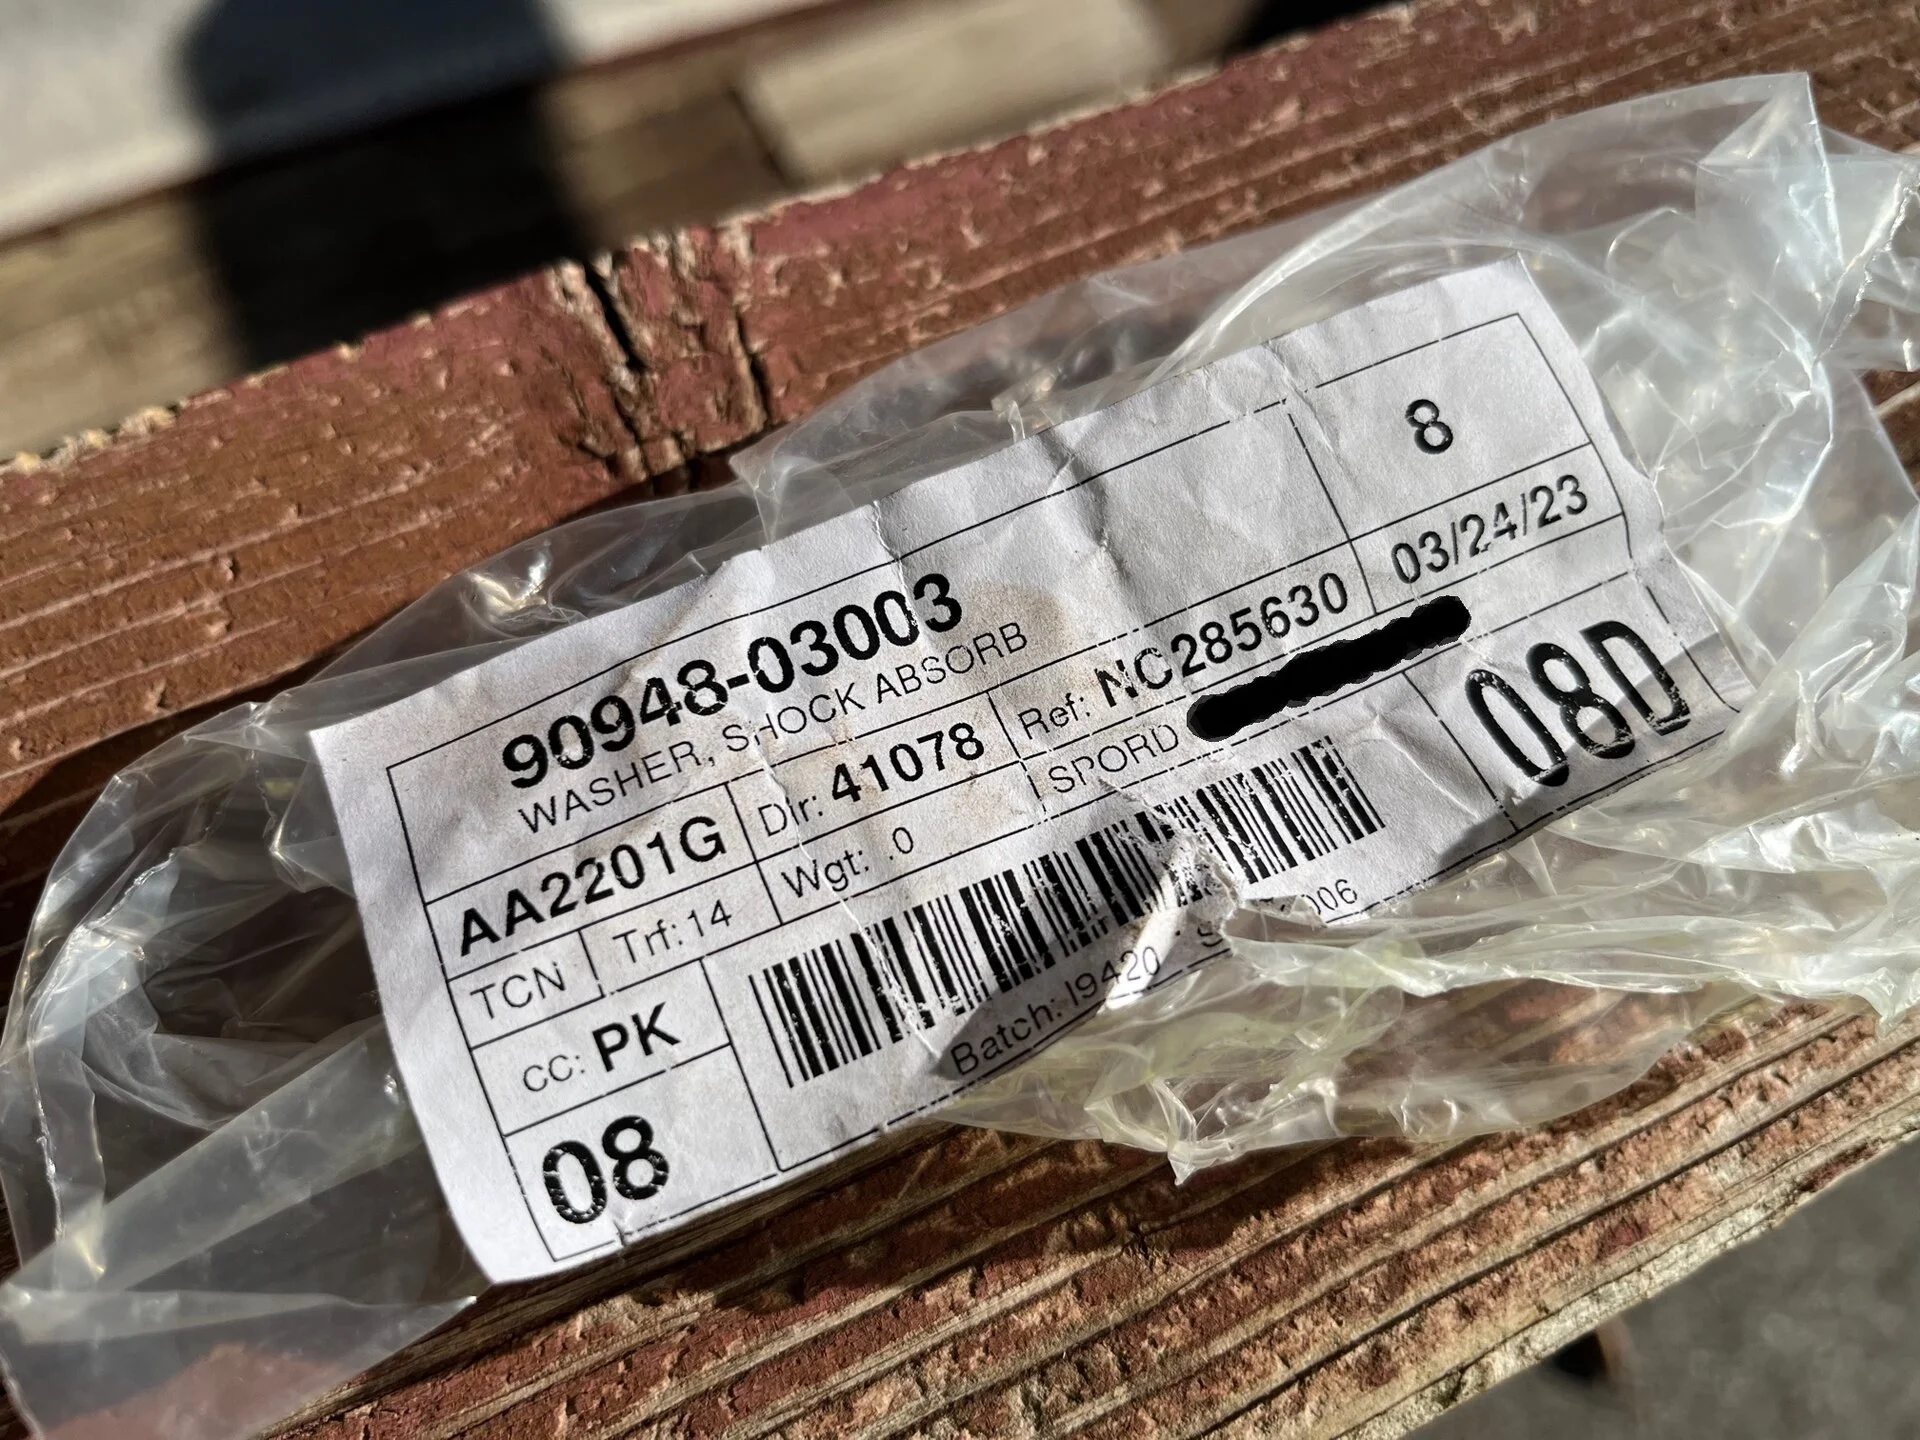 90948-03003
WASHER, SHOCK ABSORB
8
AA2201G
Dlr: 41078
Ref: NC285630
03/24/23
TCN
Trf: 14
Wgt: .0
SPORD
08D
cc: PK
08
Batch: I9420